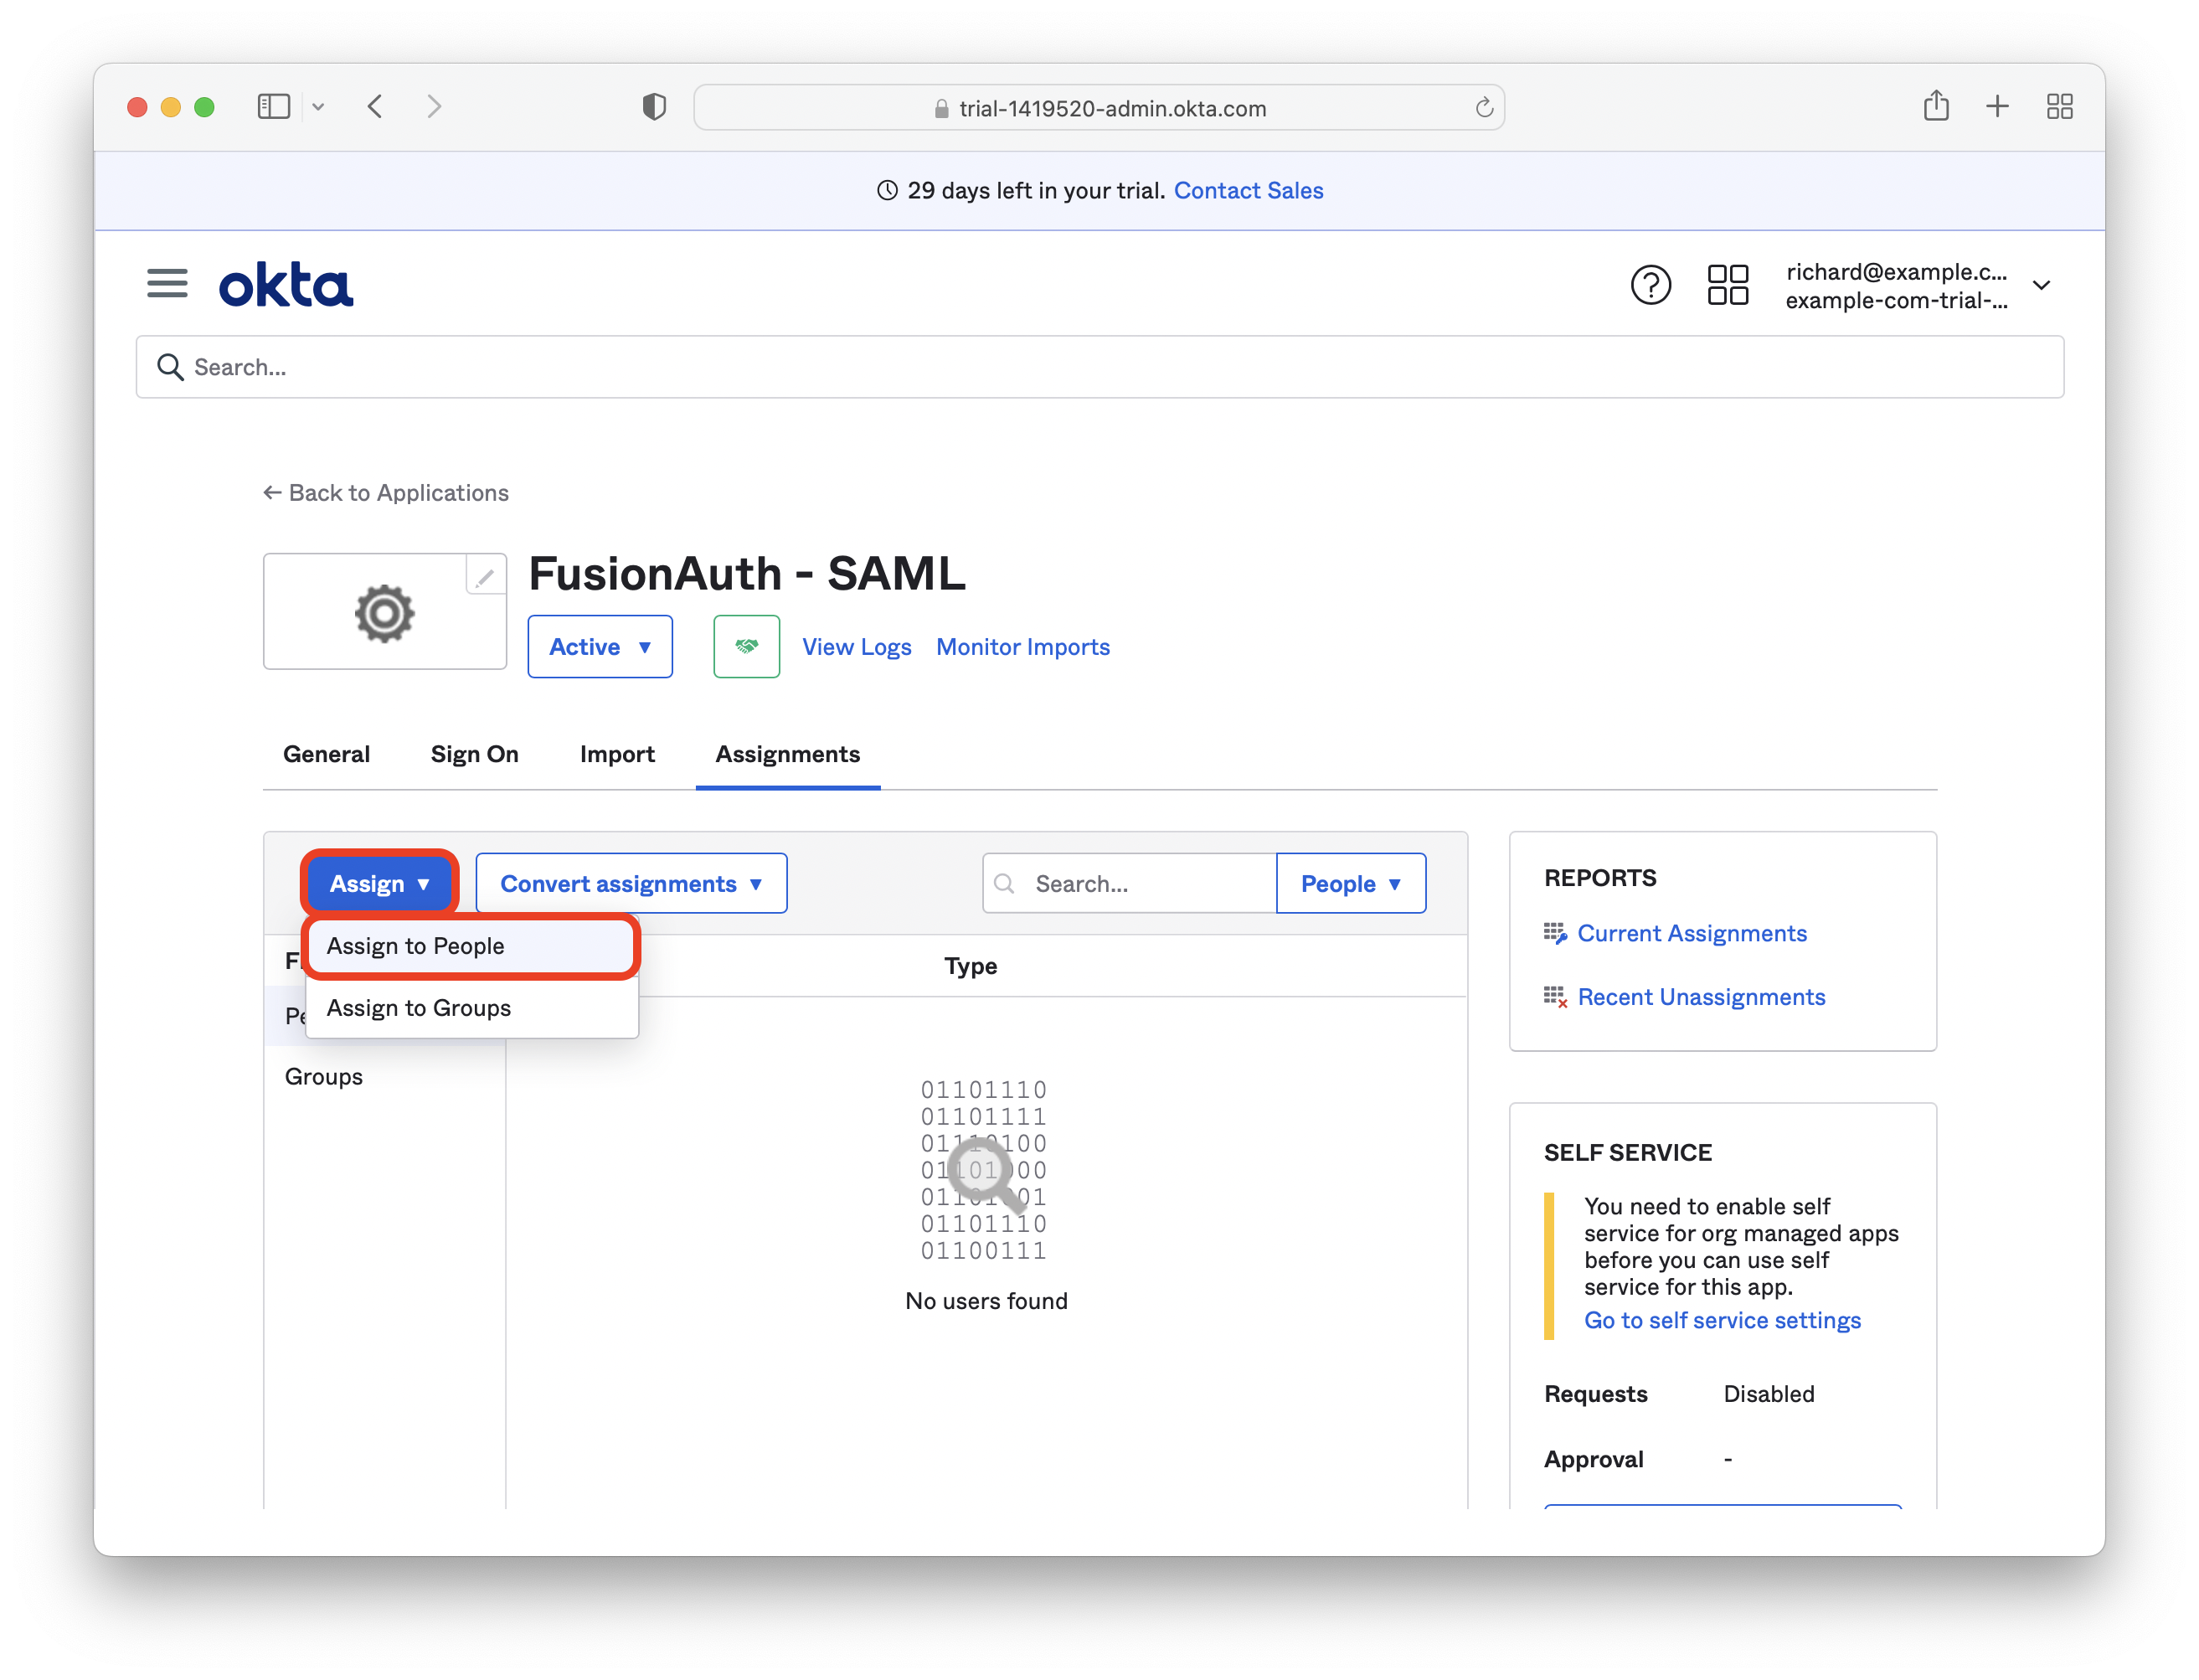 trial-1419520-admin.okta.com
29 days left in your trial. Contact Sales
okta
richard@example.c...
example-com-trial-...
Search...
← Back to Applications
FusionAuth - SAML
Active ▼
View Logs
Monitor Imports
General
Sign On
Import
Assignments
Assign ▼
Convert assignments ▼
Search...
People ▼
Assign to People
Assign to Groups
Type
Groups
01101110
01101111
01110100
01101000
01101001
01101110
01100111
No users found
REPORTS
Current Assignments
Recent Unassignments
SELF SERVICE
You need to enable self
service for org managed apps
before you can use self
service for this app.
Go to self service settings
Requests Disabled
Approval -